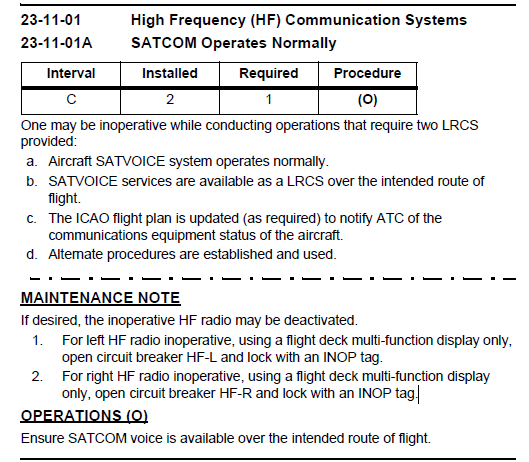 23-11-01 High Frequency (HF) Communication Systems
23-11-01A SATCOM Operates Normally
Interval Installed Required Procedure
C 2 1 (O)
One may be inoperative while conducting operations that require two LRCS
provided:
a. Aircraft SATVOICE system operates normally.
b. SATVOICE services are available as a LRCS over the intended route of
flight.
c. The ICAO flight plan is updated (as required) to notify ATC of the
communications equipment status of the aircraft.
d. Alternate procedures are established and used.
MAINTENANCE NOTE
If desired, the inoperative HF radio may be deactivated.
1. For left HF radio inoperative, using a flight deck multi-function display only,
open circuit breaker HF-L and lock with an INOP tag.
2. For right HF radio inoperative, using a flight deck multi-function display
only, open circuit breaker HF-R and lock with an INOP tag.
OPERATIONS (O)
Ensure SATCOM voice is available over the intended route of flight.